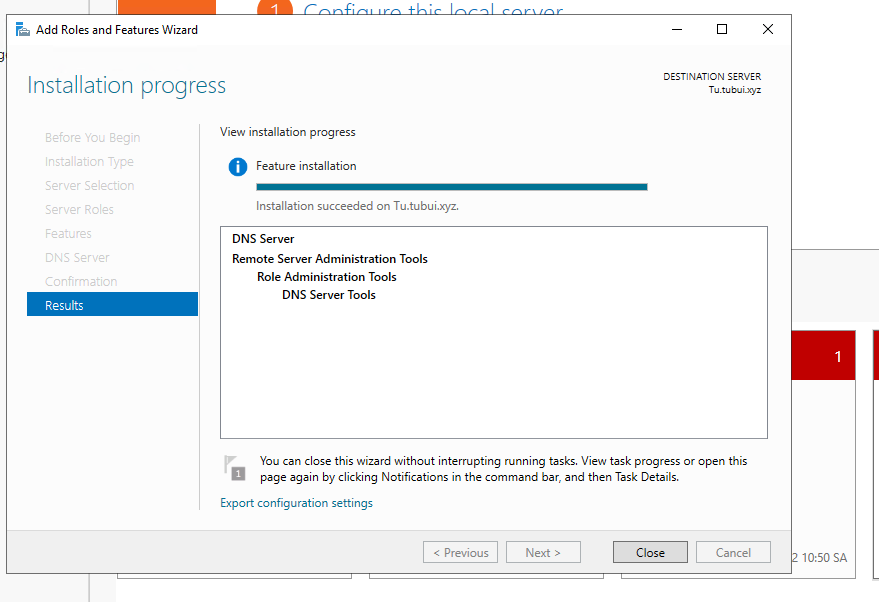 1 Configure this local server
Add Roles and Features Wizard
Installation progress
DESTINATION SERVER
Tu.tubui.xyz
Before You Begin
Installation Type
Server Selection
Server Roles
Features
DNS Server
Confirmation
Results
View installation progress
Feature installation
Installation succeeded on Tu.tubui.xyz.
DNS Server
Remote Server Administration Tools
Role Administration Tools
DNS Server Tools
1
You can close this wizard without interrupting running tasks. View task progress or open this
page again by clicking Notifications in the command bar, and then Task Details.
Export configuration settings
< Previous
Next >
Close
Cancel
1
2 10:50 SA